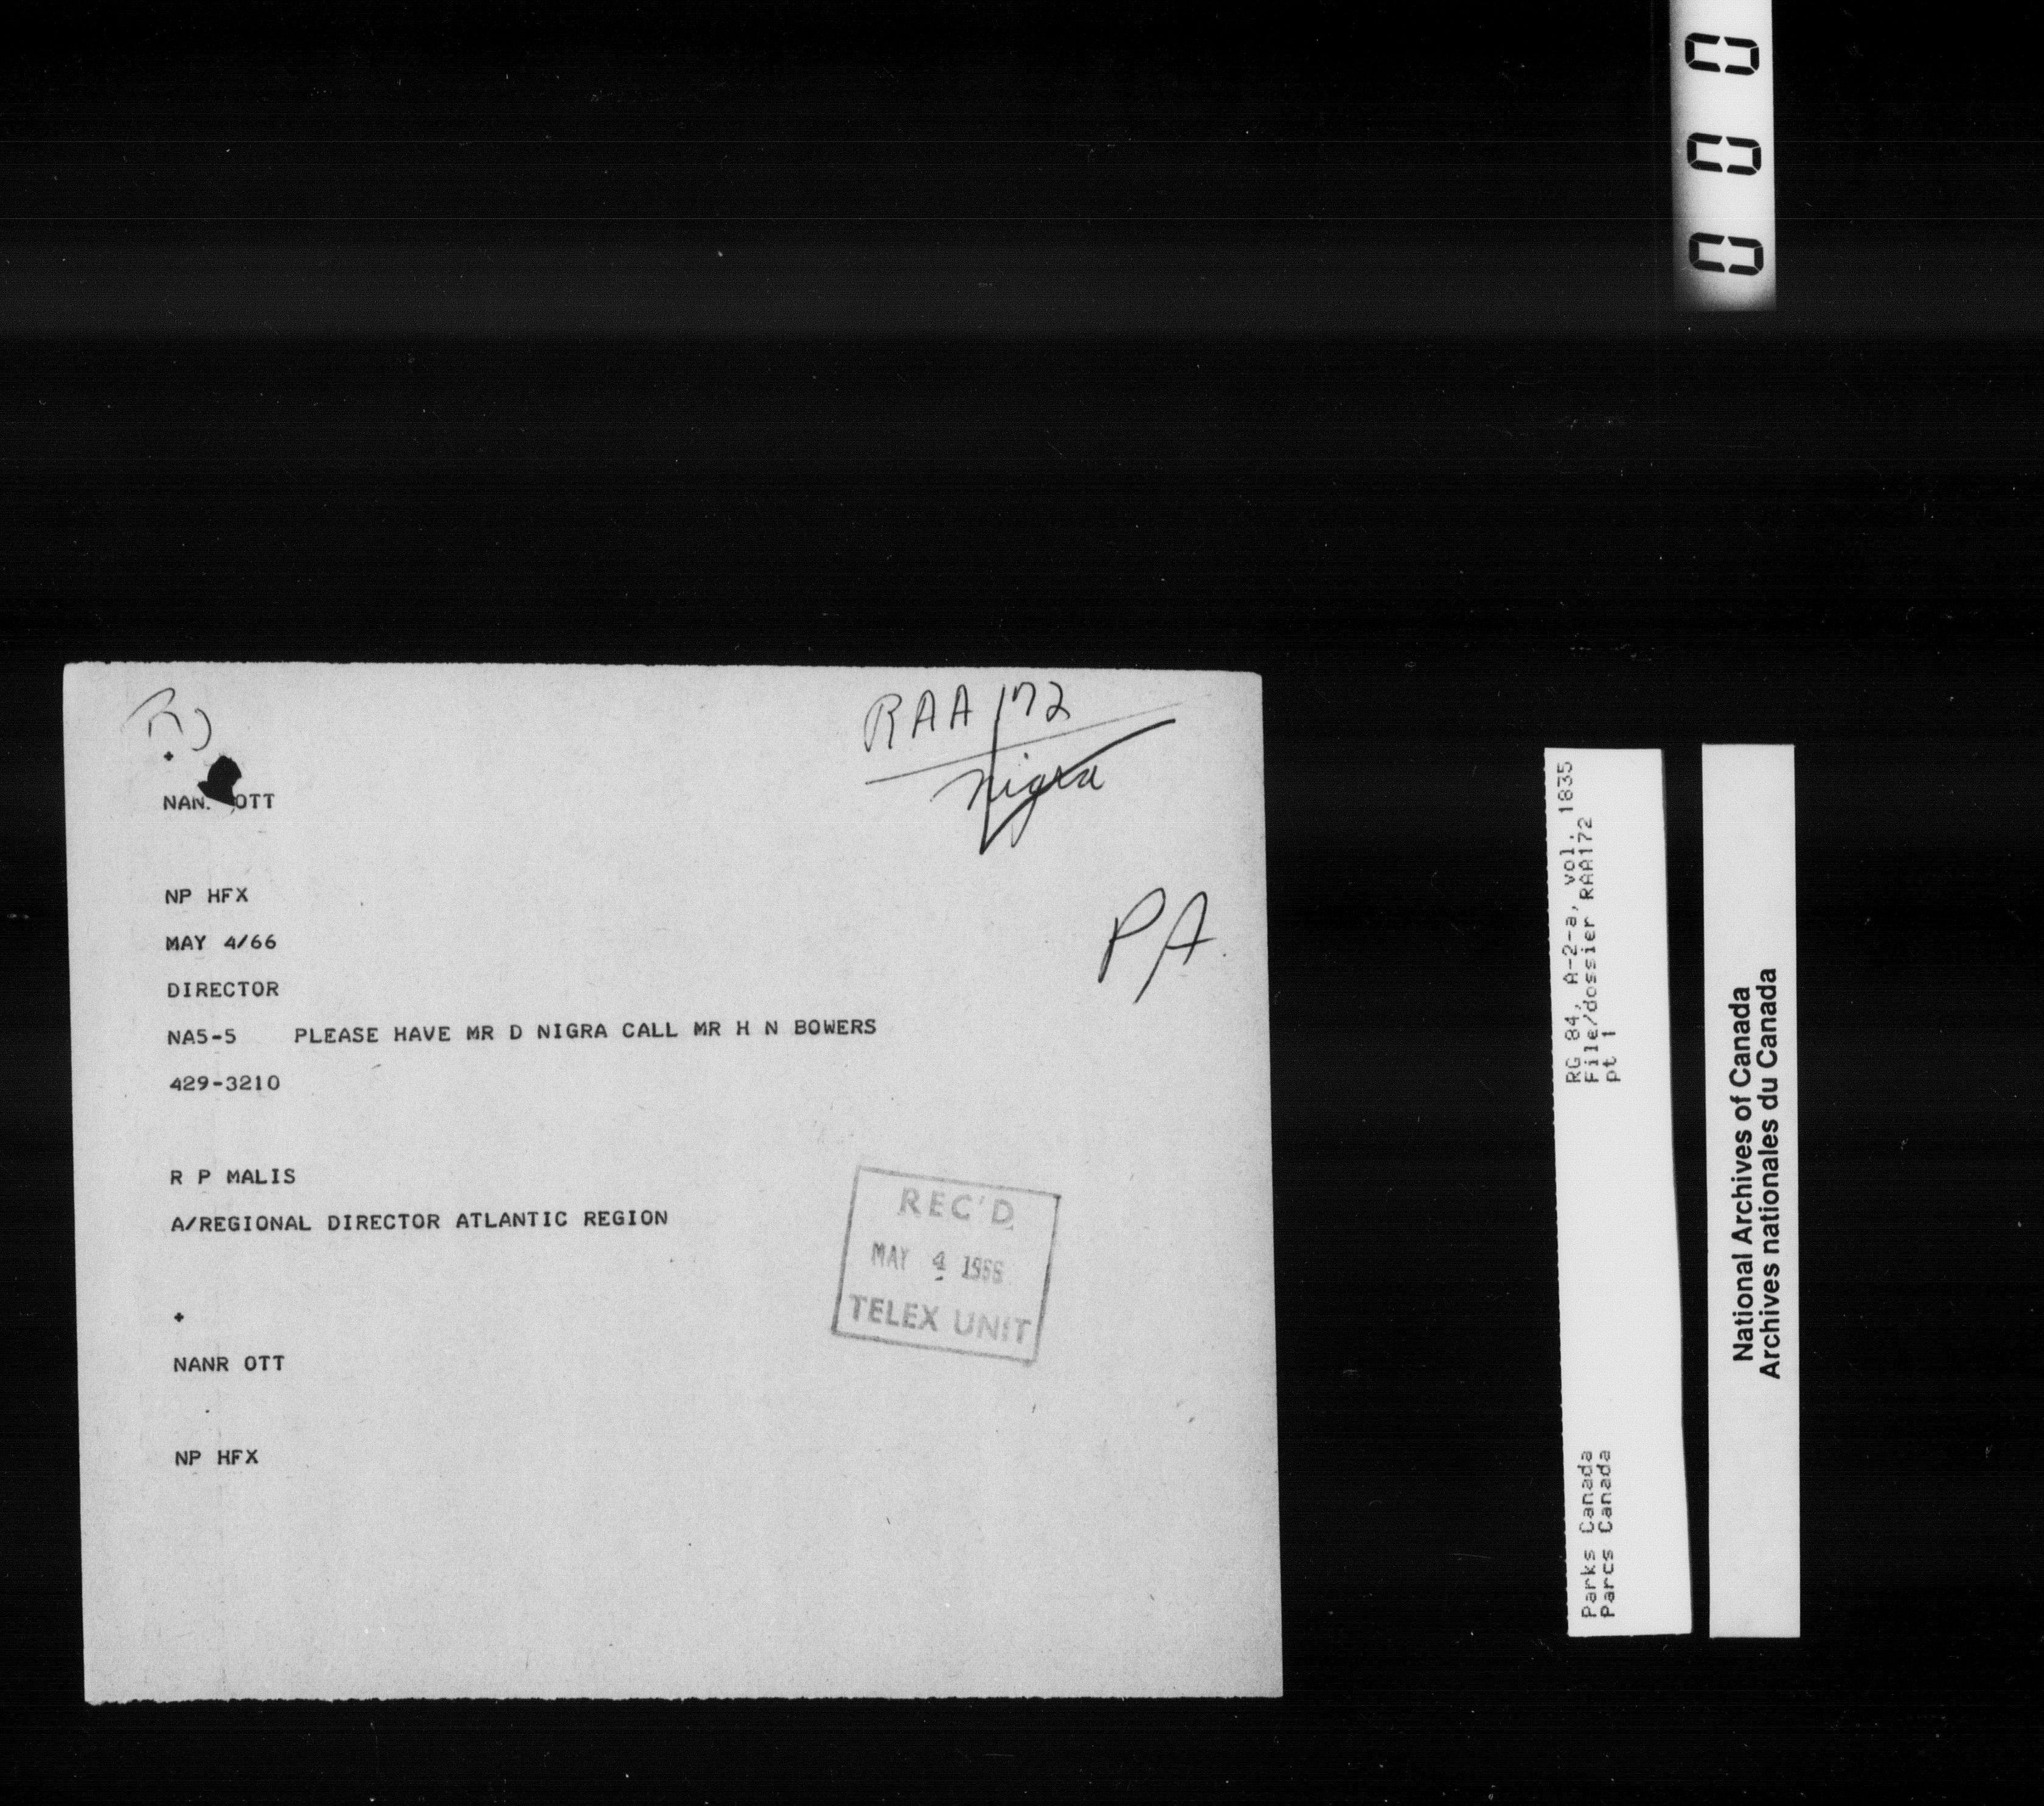 000
RAA 172
Nigra
+
NAN. OTT
NP HFX
PA.
MAY 4/66
DIRECTOR
NA5-5 PLEASE HAVE MR D NIGRA CALL MR H N BOWERS
429-3210
R P MALIS
A/REGIONAL DIRECTOR ATLANTIC REGION
REC'D
MAY 4 1966
TELEX UNIT
+
NANR OTT
NP HFX
RG 84, A-2-a, vol. 1835
File/dossier RAA172
pt 1
Parks Canada
Parcs Canada
National Archives of Canada
Archives nationales du Canada